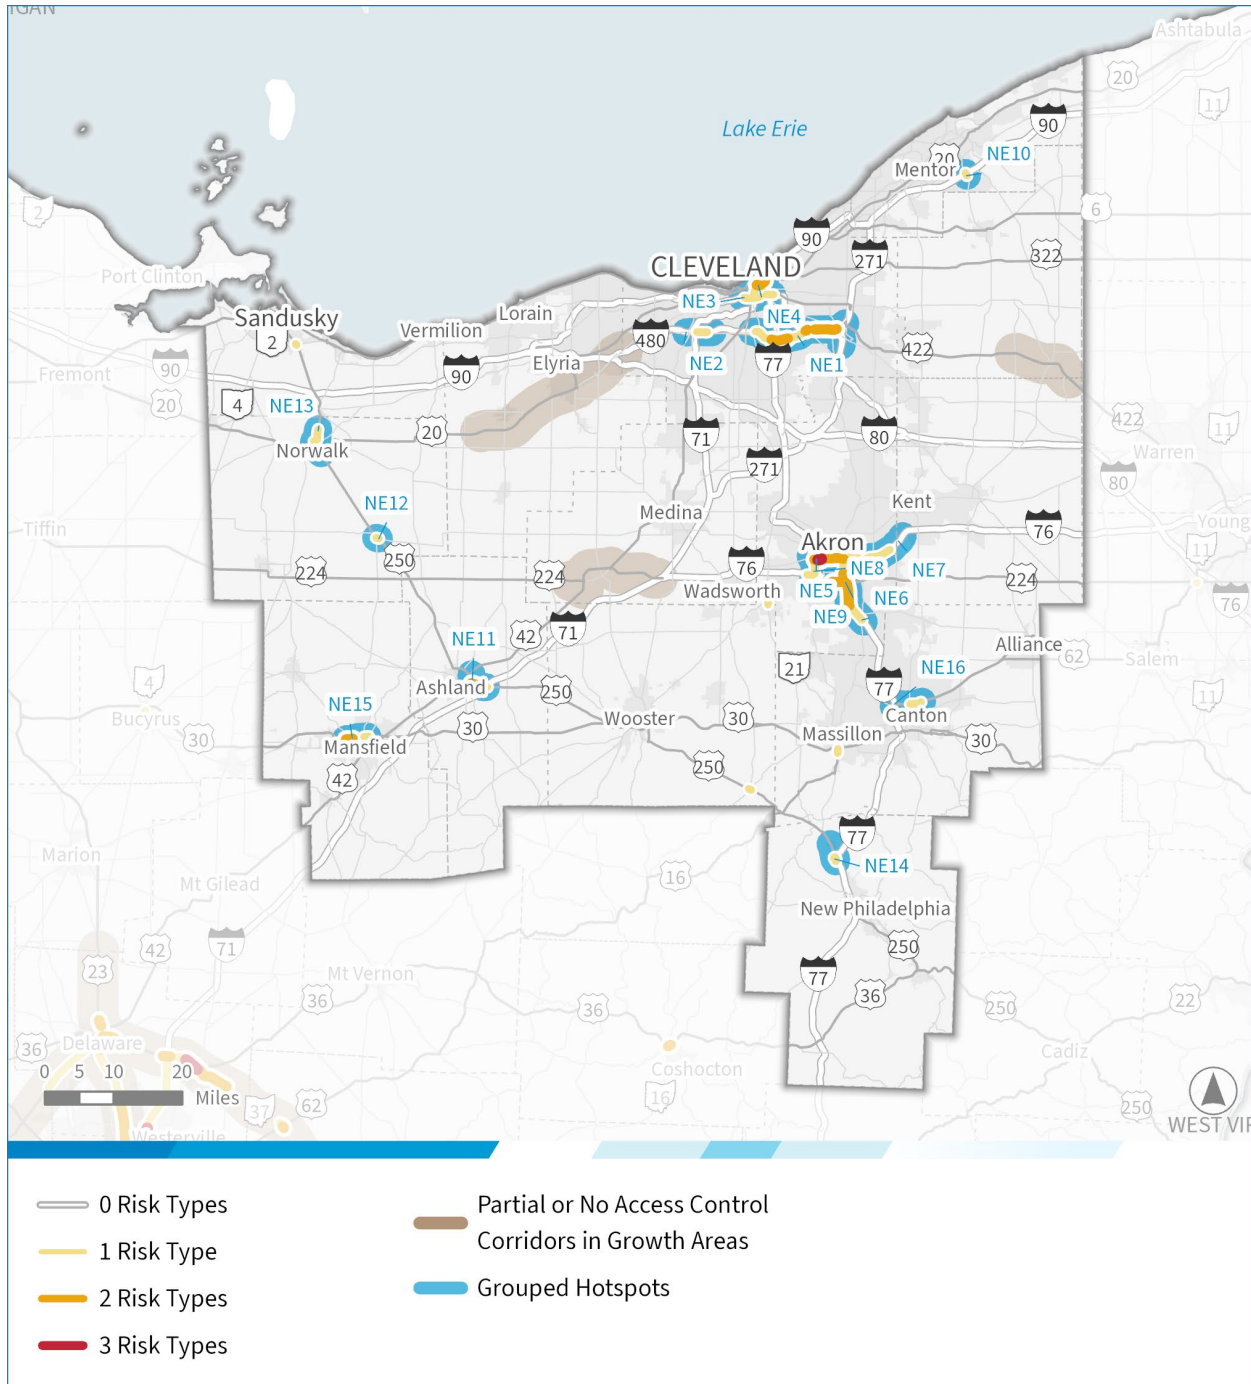 IGAN
Ashtabula
20
11
90
Lake Erie
20
NE10
Mentor
2
6
90
322
271
CLEVELAND
Port Clinton
NE3
Sandusky
Lorain
Vermilion
NE4
2
480
422
90
Elyria
77
NE2
NE1
Fremont
90
20
4
NE13
422
20
71
80
11
Norwalk
271
Warren
80
NE12
Medina
Kent
Tiffin
76
Young
Akron
250
11
76
NE8
NE7
224
224
224
Wadsworth
NE5
NE6
76
NE9
42
71
NE11
Alliance
62
Salem
21
NE16
4
Ashland
250
77
11
NE15
Bucyrus
Wooster
Canton
30
30
30
Massillon
30
Mansfield
250
42
77
Marion
NE14
16
Mt Gilead
New Philadelphia
42
71
250
23
Mt Vernon
77
36
36
36
250
22
36
Delaware
Cadiz
Coshocton
0 5 10 20
Miles
37
62
16
250
WEST VIR
Westerville
0 Risk Types
1 Risk Type
2 Risk Types
3 Risk Types
Partial or No Access Control
Corridors in Growth Areas
Grouped Hotspots